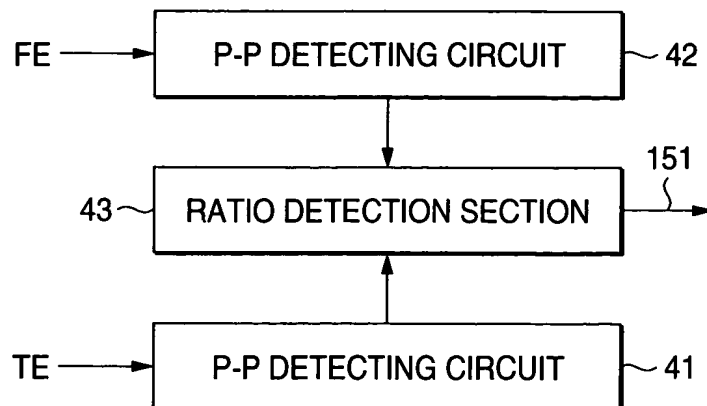 FE P-P DETECTING CIRCUIT 42
151
43 RATIO DETECTION SECTION
TE P-P DETECTING CIRCUIT 41